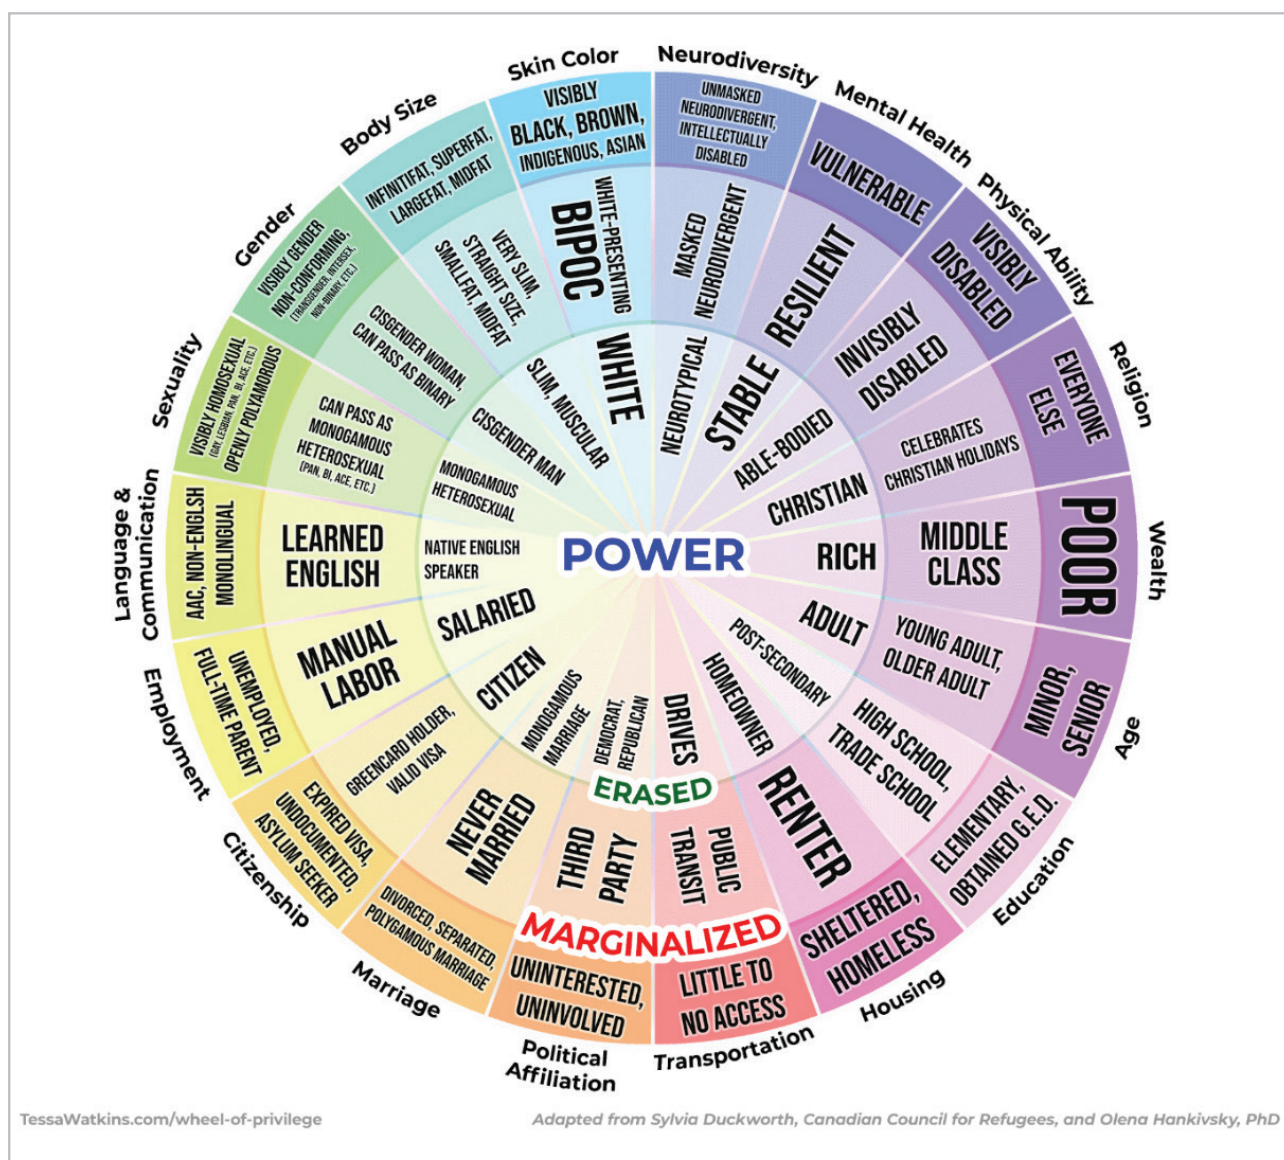 Skin Color
VISIBLY
BLACK, BROWN,
INDIGENOUS, ASIAN
WHITE-PRESENTING
BIPOC
WHITE
Neurodiversity
UNMASKED
NEURODIVERGENT,
INTELLECTUALLY
DISABLED
MASKED
NEURODIVERGENT
NEUROTYPICAL
Mental Health
VULNERABLE
RESILIENT
STABLE
Physical Ability
VISIBLY
DISABLED
INVISIBLY
DISABLED
ABLE-BODIED
Religion
EVERYONE
ELSE
CELEBRATES
CHRISTIAN HOLIDAYS
CHRISTIAN
Wealth
POOR
MIDDLE
CLASS
RICH
Age
MINOR,
SENIOR
YOUNG ADULT,
OLDER ADULT
ADULT
Education
ELEMENTARY,
OBTAINED G.E.D.
HIGH SCHOOL,
TRADE SCHOOL
POST-SECONDARY
Housing
SHELTERED,
HOMELESS
RENTER
HOMEOWNER
Transportation
LITTLE TO
NO ACCESS
PUBLIC
TRANSIT
DRIVES
Political
Affiliation
UNINTERESTED,
UNINVOLVED
THIRD
PARTY
DEMOCRAT,
REPUBLICAN
Marriage
DIVORCED, SEPARATED,
POLYGAMOUS MARRIAGE
NEVER
MARRIED
MONOGAMOUS
MARRIAGE
Citizenship
EXPIRED VISA,
UNDOCUMENTED,
ASYLUM SEEKER
GREENCARD HOLDER,
VALID VISA
CITIZEN
Employment
UNEMPLOYED,
FULL-TIME PARENT
MANUAL
LABOR
SALARIED
Language &
Communication
AAC, NON-ENGLSH
MONOLINGUAL
LEARNED
ENGLISH
NATIVE ENGLISH
SPEAKER
Sexuality
VISIBLY HOMOSEXUAL
(GAY, LESBIAN, PAN, BI, ACE, ETC.)
OPENLY POLYAMOROUS
CAN PASS AS
MONOGAMOUS
HETEROSEXUAL
(PAN, BI, ACE, ETC.)
MONOGAMOUS
HETEROSEXUAL
Gender
VISIBLY GENDER
NON-CONFORMING,
(TRANSGENDER, INTERSEX,
NON-BINARY, ETC.)
CISGENDER WOMAN,
CAN PASS AS BINARY
CISGENDER MAN
Body Size
INFINITIFAT, SUPERFAT,
LARGEFAT, MIDFAT
VERY SLIM,
STRAIGHT SIZE,
SMALLFAT, MIDFAT
SLIM, MUSCULAR
POWER
ERASED
MARGINALIZED
TessaWatkins.com/wheel-of-privilege
Adapted from Sylvia Duckworth, Canadian Council for Refugees, and Olena Hankivsky, PhD